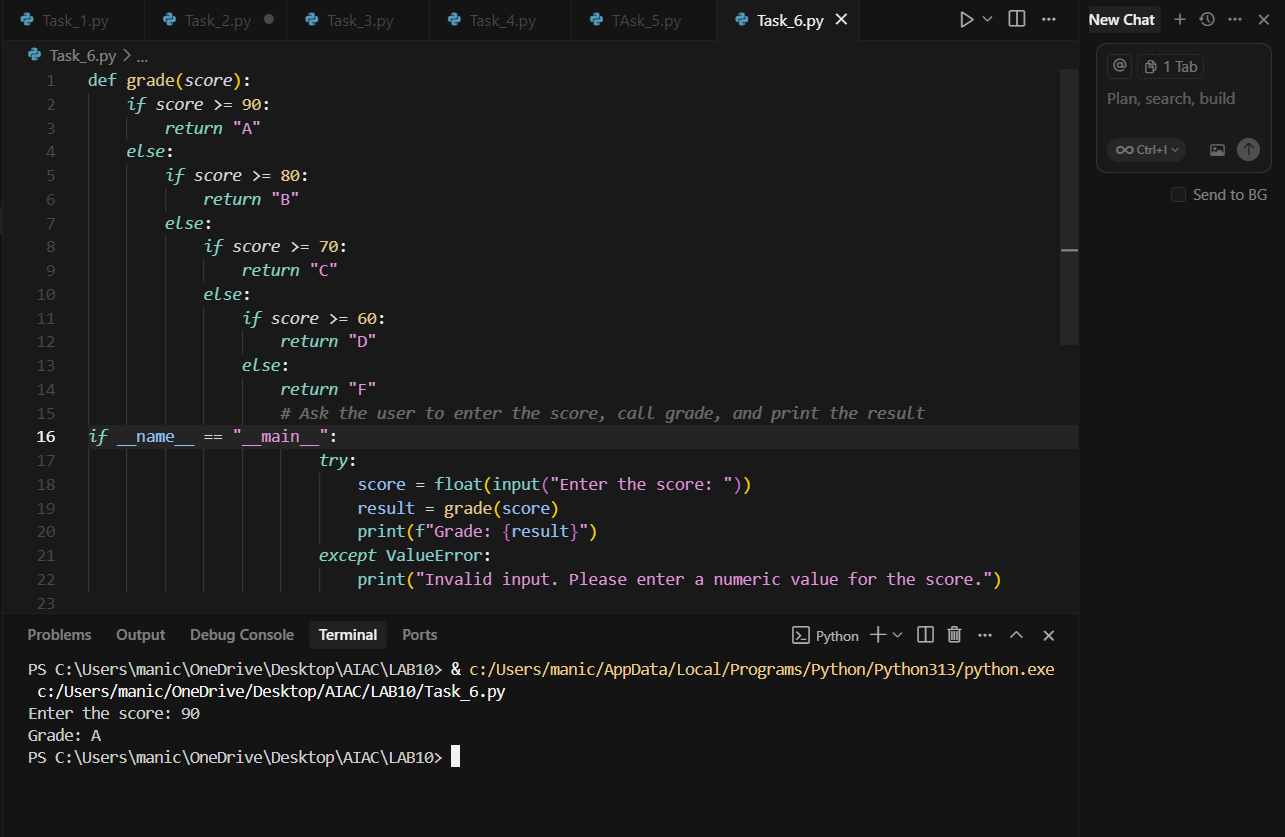 Task_1.py Task_2.py Task_3.py Task_4.py TAsk_5.py Task_6.py
Task_6.py > ...
1 def grade(score):
2     if score >= 90:
3         return "A"
4     else:
5         if score >= 80:
6             return "B"
7         else:
8             if score >= 70:
9                 return "C"
10             else:
11                 if score >= 60:
12                     return "D"
13                 else:
14                     return "F"
15                     # Ask the user to enter the score, call grade, and print the result
16 if __name__ == "__main__":
17                         try:
18                             score = float(input("Enter the score: "))
19                             result = grade(score)
20                             print(f"Grade: {result}")
21                         except ValueError:
22                             print("Invalid input. Please enter a numeric value for the score.")
23
Problems Output Debug Console Terminal Ports Python
PS C:\Users\manic\OneDrive\Desktop\AIAC\LAB10> & c:/Users/manic/AppData/Local/Programs/Python/Python313/python.exe
c:/Users/manic/OneDrive/Desktop/AIAC/LAB10/Task_6.py
Enter the score: 90
Grade: A
PS C:\Users\manic\OneDrive\Desktop\AIAC\LAB10>
New Chat
@ 1 Tab
Plan, search, build
Ctrl+I
Send to BG